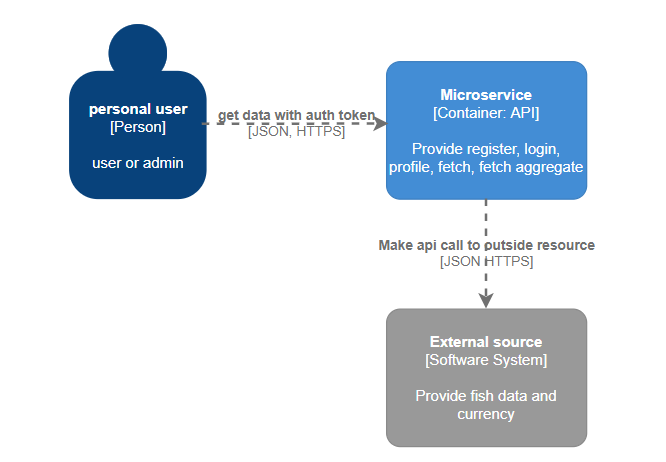 personal user
[Person]
user or admin
get data with auth token
[JSON, HTTPS]
Microservice
[Container: API]
Provide register, login,
profile, fetch, fetch aggregate
Make api call to outside resource
[JSON HTTPS]
External source
[Software System]
Provide fish data and
currency